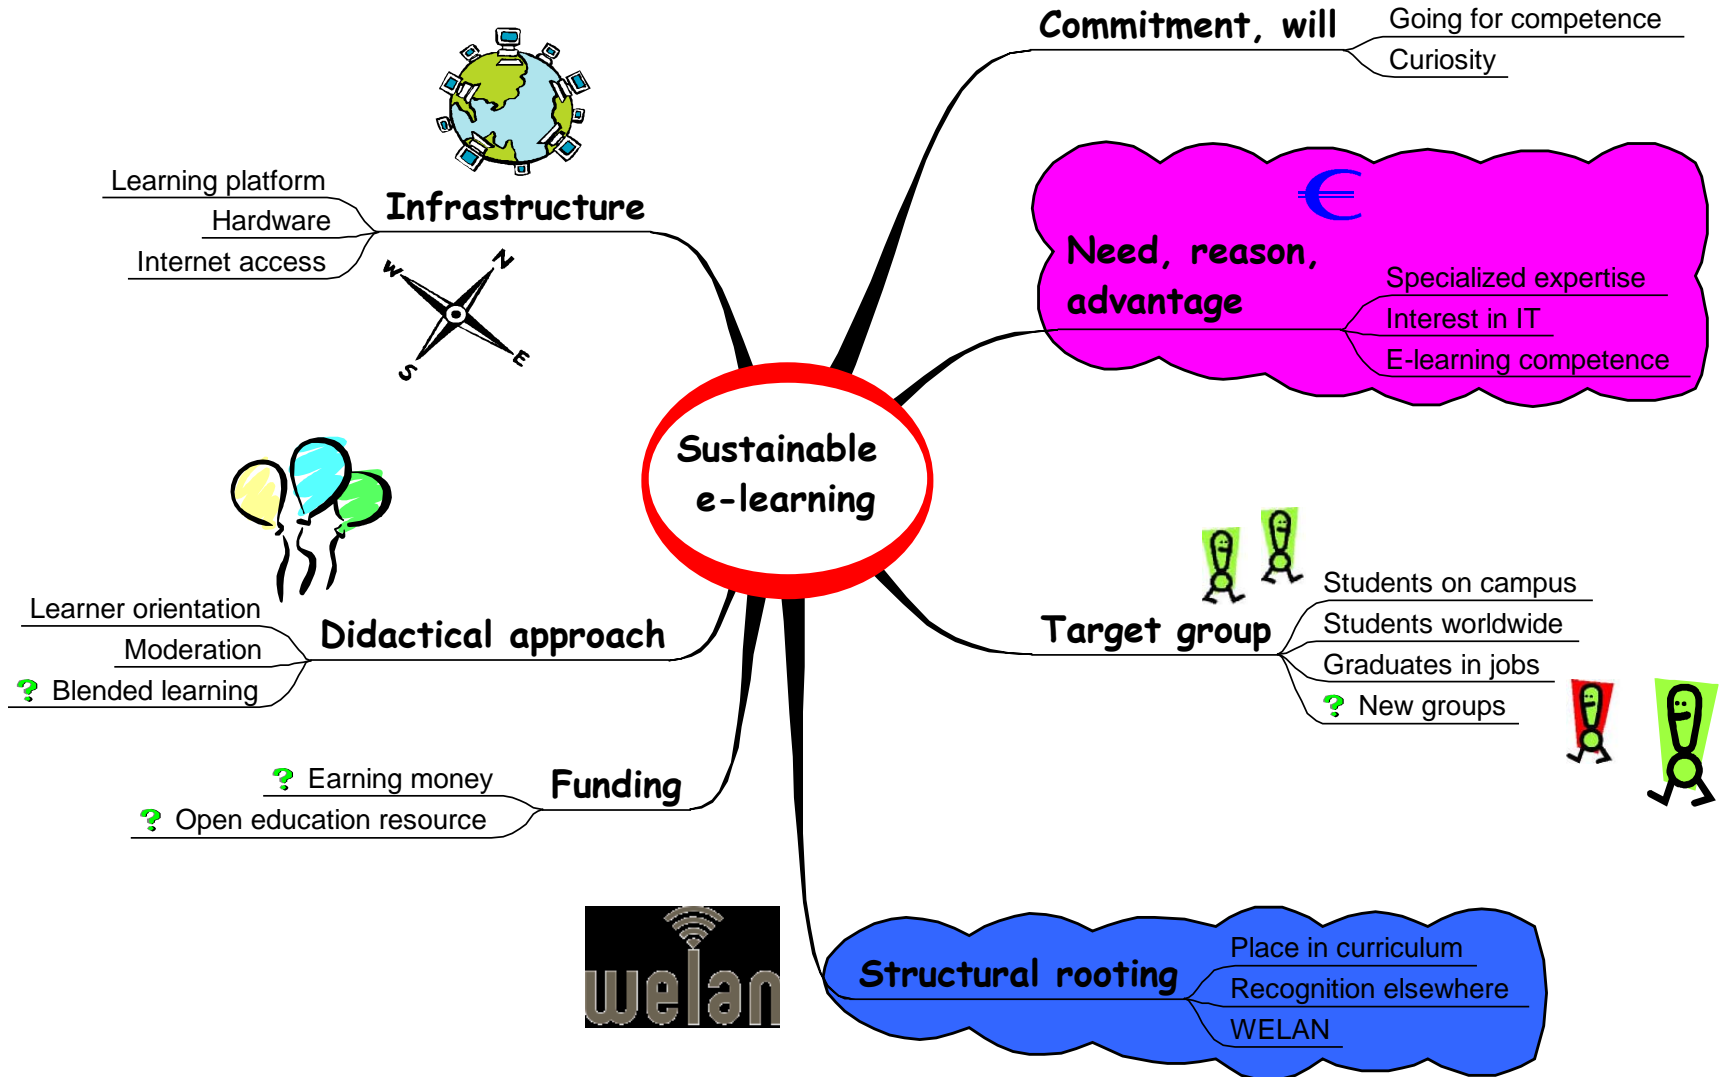 Commitment, will
Going for competence
Curiosity
Need, reason,
advantage
Specialized expertise
Interest in IT
E-learning competence
Infrastructure
Learning platform
Hardware
Internet access
W
N
S
E
Sustainable
e-learning
Target group
Students on campus
Students worldwide
Graduates in jobs
? New groups
Didactical approach
Learner orientation
Moderation
? Blended learning
Funding
? Earning money
? Open education resource
Structural rooting
Place in curriculum
Recognition elsewhere
WELAN
welan